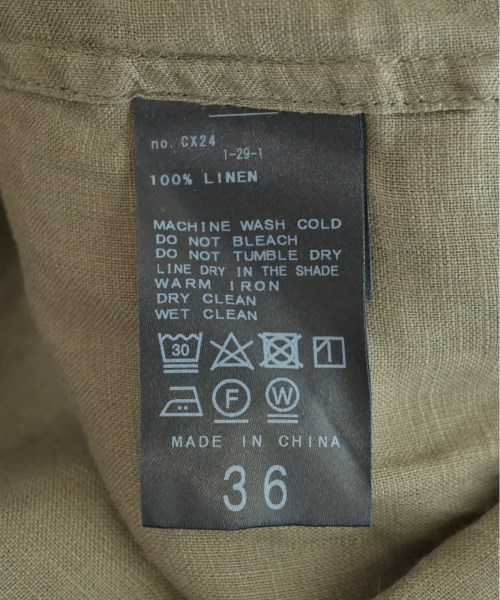 no. CX24
1-29-1
100% LINEN
MACHINE WASH COLD
DO NOT BLEACH
DO NOT TUMBLE DRY
LINE DRY IN THE SHADE
WARM IRON
DRY CLEAN
WET CLEAN
30
F W
MADE IN CHINA
36